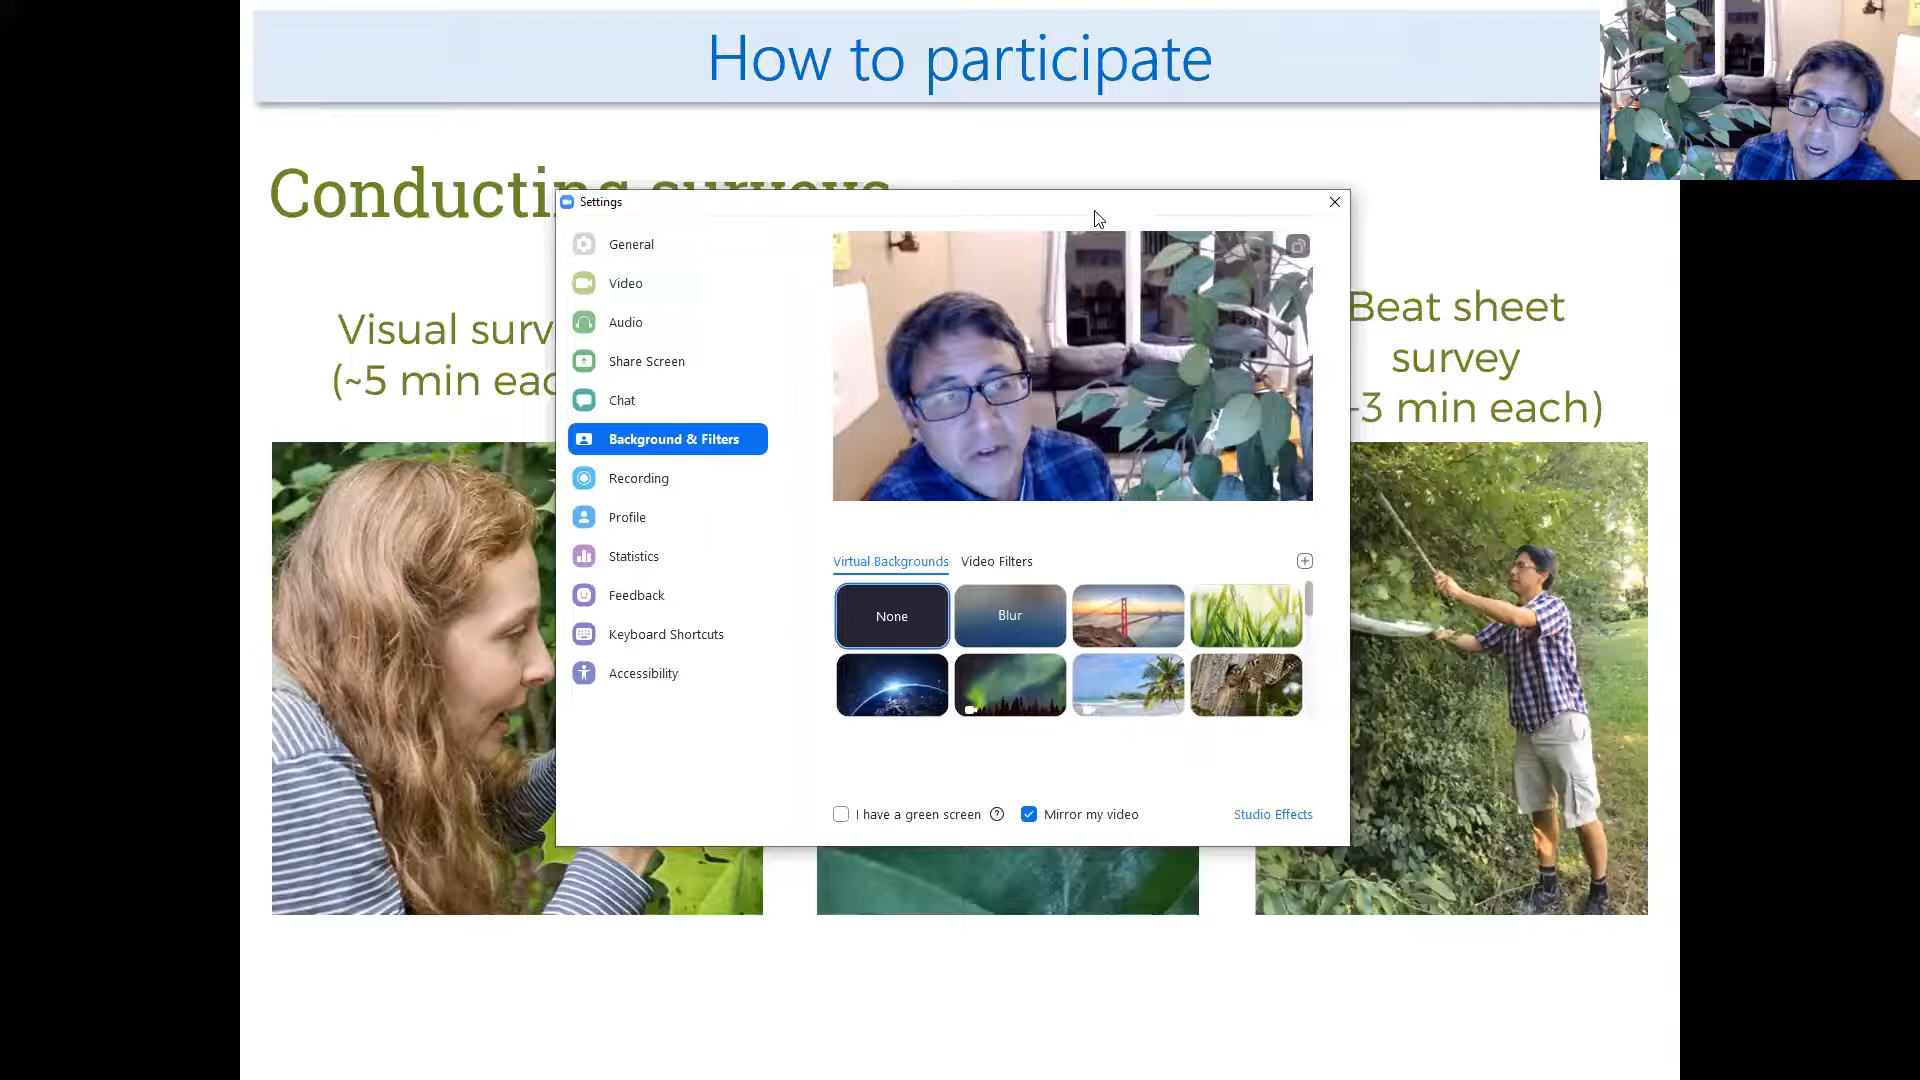 How to participate
Conducting surveys
Visual surv
(~5 min eac
Beat sheet
survey
-3 min each)
Settings
General
Video
Audio
Share Screen
Chat
Background & Filters
Recording
Profile
Statistics
Feedback
Keyboard Shortcuts
Accessibility
Virtual Backgrounds Video Filters
None
Blur
I have a green screen
Mirror my video
Studio Effects